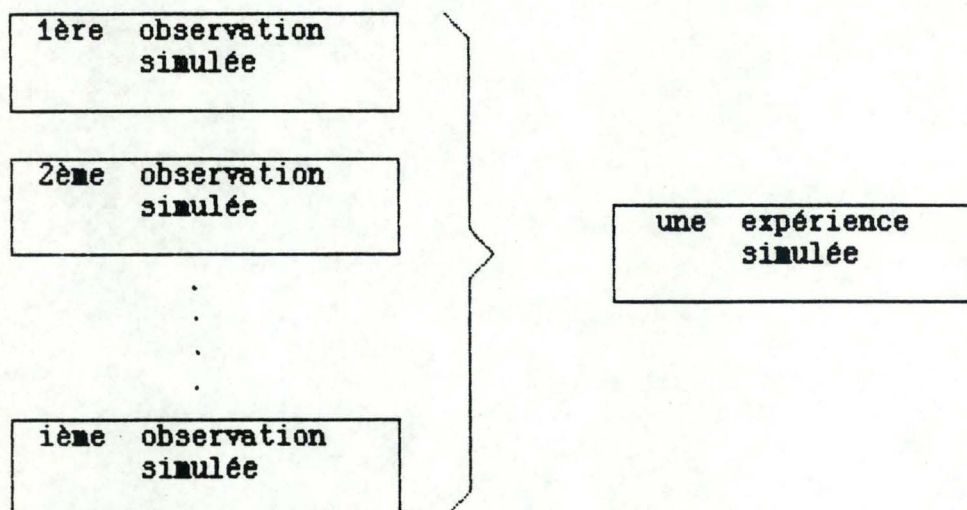 1ère observation
simulée
2ème observation
simulée
une expérience
simulée
ième observation
simulée